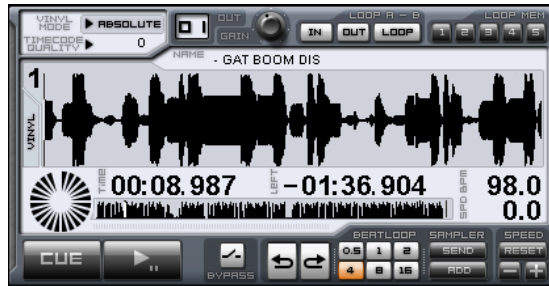 VINYL MODE ▶ ABSOLUTE
TIMECODE QUALITY ▶ 0
01
OUT
GAIN
LOOP A - B
IN OUT LOOP
LOOP MEM
1 2 3 4 5
NAME - GAT BOOM DIS
1
VINYL
TIME 00:08.987
LEFT -01:36.904
BPM 98.0
SPD 0.0
CUE
BYPASS
BEATLOOP
0.5 1 2
4 8 16
SAMPLER
SEND
ADD
SPEED
RESET
- +